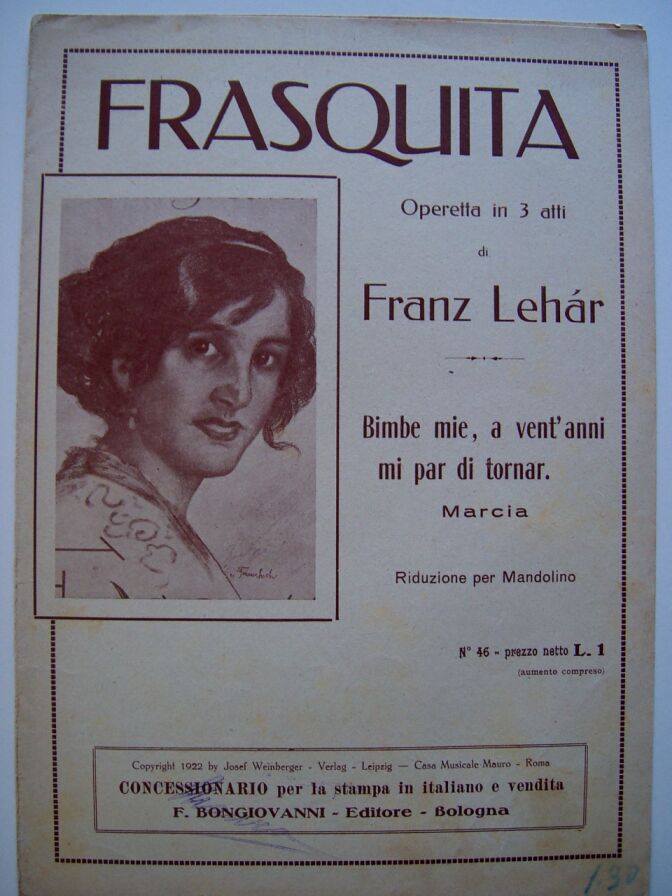 FRASQUITA
Operetta in 3 atti
di
Franz Lehár
Bimbe mie, a vent'anni
mi par di tornar.
Marcia
Riduzione per Mandolino
N° 46 - prezzo netto L. 1
(aumento compreso)
Copyright 1922 by Josef Weinberger - Verlag - Leipzig — Casa Musicale Mauro - Roma
CONCESSIONARIO per la stampa in italiano e vendita
F. BONGIOVANNI - Editore - Bologna
1.30